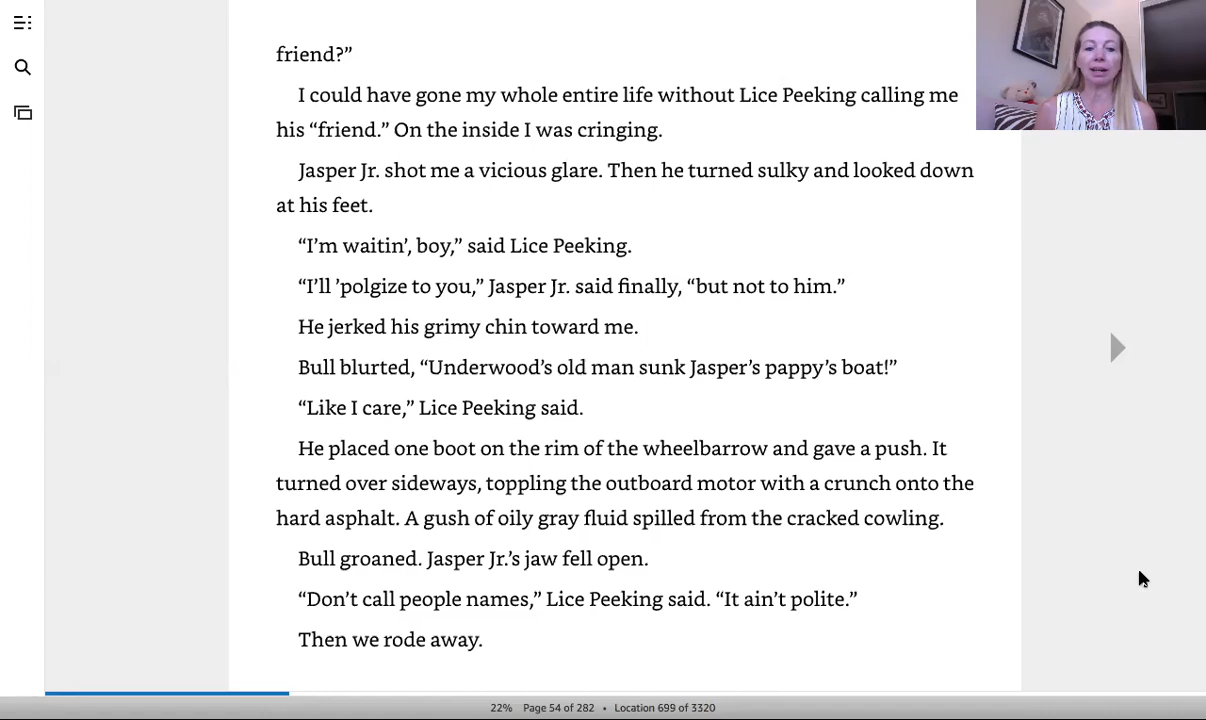 friend?”
I could have gone my whole entire life without Lice Peeking calling me
his “friend.” On the inside I was cringing.
Jasper Jr. shot me a vicious glare. Then he turned sulky and looked down
at his feet.
“I’m waitin’, boy,” said Lice Peeking.
“I’ll ’polgize to you,” Jasper Jr. said finally, “but not to him.”
He jerked his grimy chin toward me.
Bull blurted, “Underwood’s old man sunk Jasper’s pappy’s boat!”
“Like I care,” Lice Peeking said.
He placed one boot on the rim of the wheelbarrow and gave a push. It
turned over sideways, toppling the outboard motor with a crunch onto the
hard asphalt. A gush of oily gray fluid spilled from the cracked cowling.
Bull groaned. Jasper Jr.’s jaw fell open.
“Don’t call people names,” Lice Peeking said. “It ain’t polite.”
Then we rode away.
22% Page 54 of 282 • Location 699 of 3320